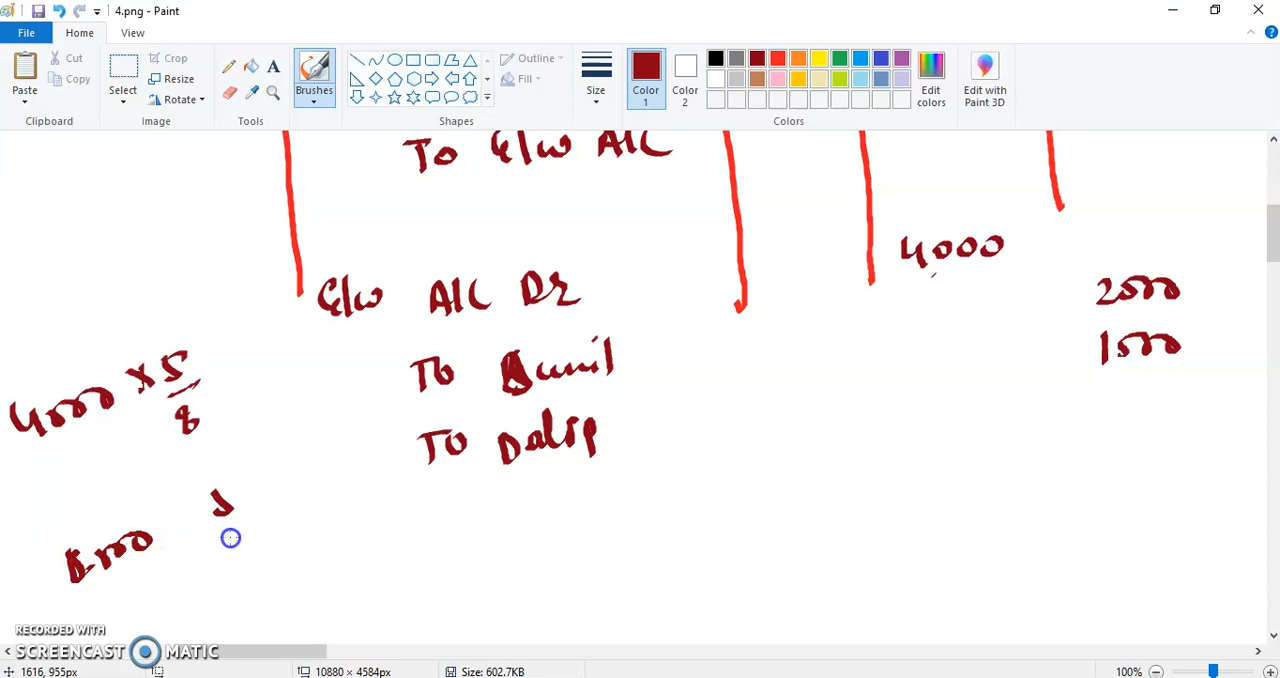 4.png - Paint
File Home View
Paste Cut Copy
Clipboard
Select Crop Resize Rotate
Image
Tools
Brushes
Outline Fill
Shapes
Size
Color 1 Color 2
Edit colors
Edit with Paint 3D
Colors
To G/W A/C
4000
G/W A/C Dr
2500
1500
4000 × 5/8
To Sunil
To
RECORDED WITH
SCREENCAST MATIC
1616, 955px
10880 × 4584px
Size: 602.7KB
100%